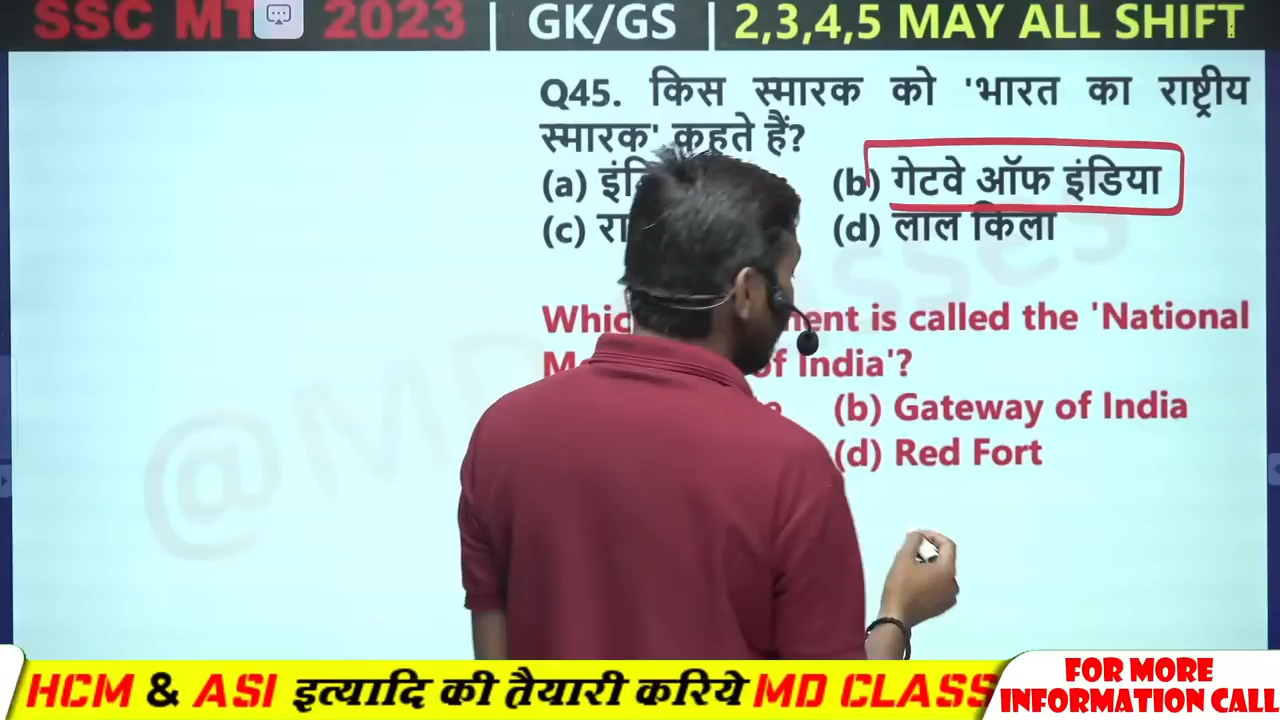 SSC MT 2023 | GK/GS | 2,3,4,5 MAY ALL SHIFT
Q45. किस स्मारक को 'भारत का राष्ट्रीय
स्मारक' कहते हैं?
(a) (b) गेटवे ऑफ इंडिया
(c) (d) लाल किला
ment is called the 'National
of India'?
(b) Gateway of India
(d) Red Fort
HCM & ASI इत्यादि की तैयारी करिये MD CLASS
FOR MORE
INFORMATION CALL